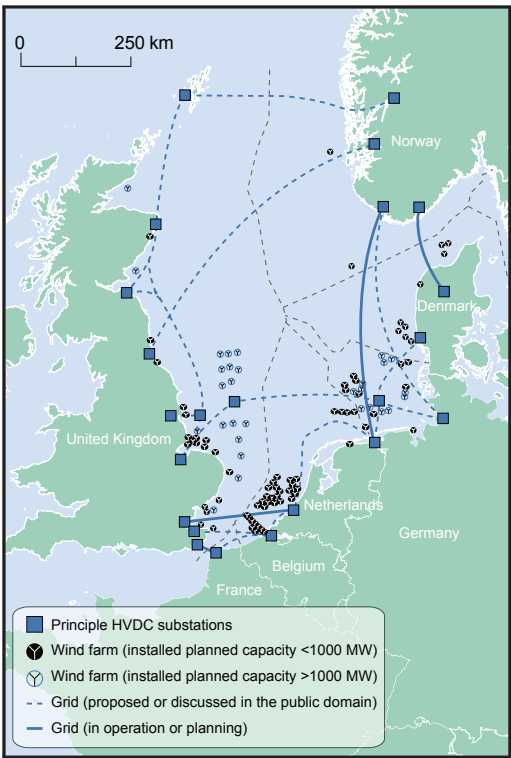 0 250 km
Norway
Denmark
United Kingdom
Netherlands
Germany
Belgium
France
Principle HVDC substations
Wind farm (installed planned capacity <1000 MW)
Wind farm (installed planned capacity >1000 MW)
Grid (proposed or discussed in the public domain)
Grid (in operation or planning)